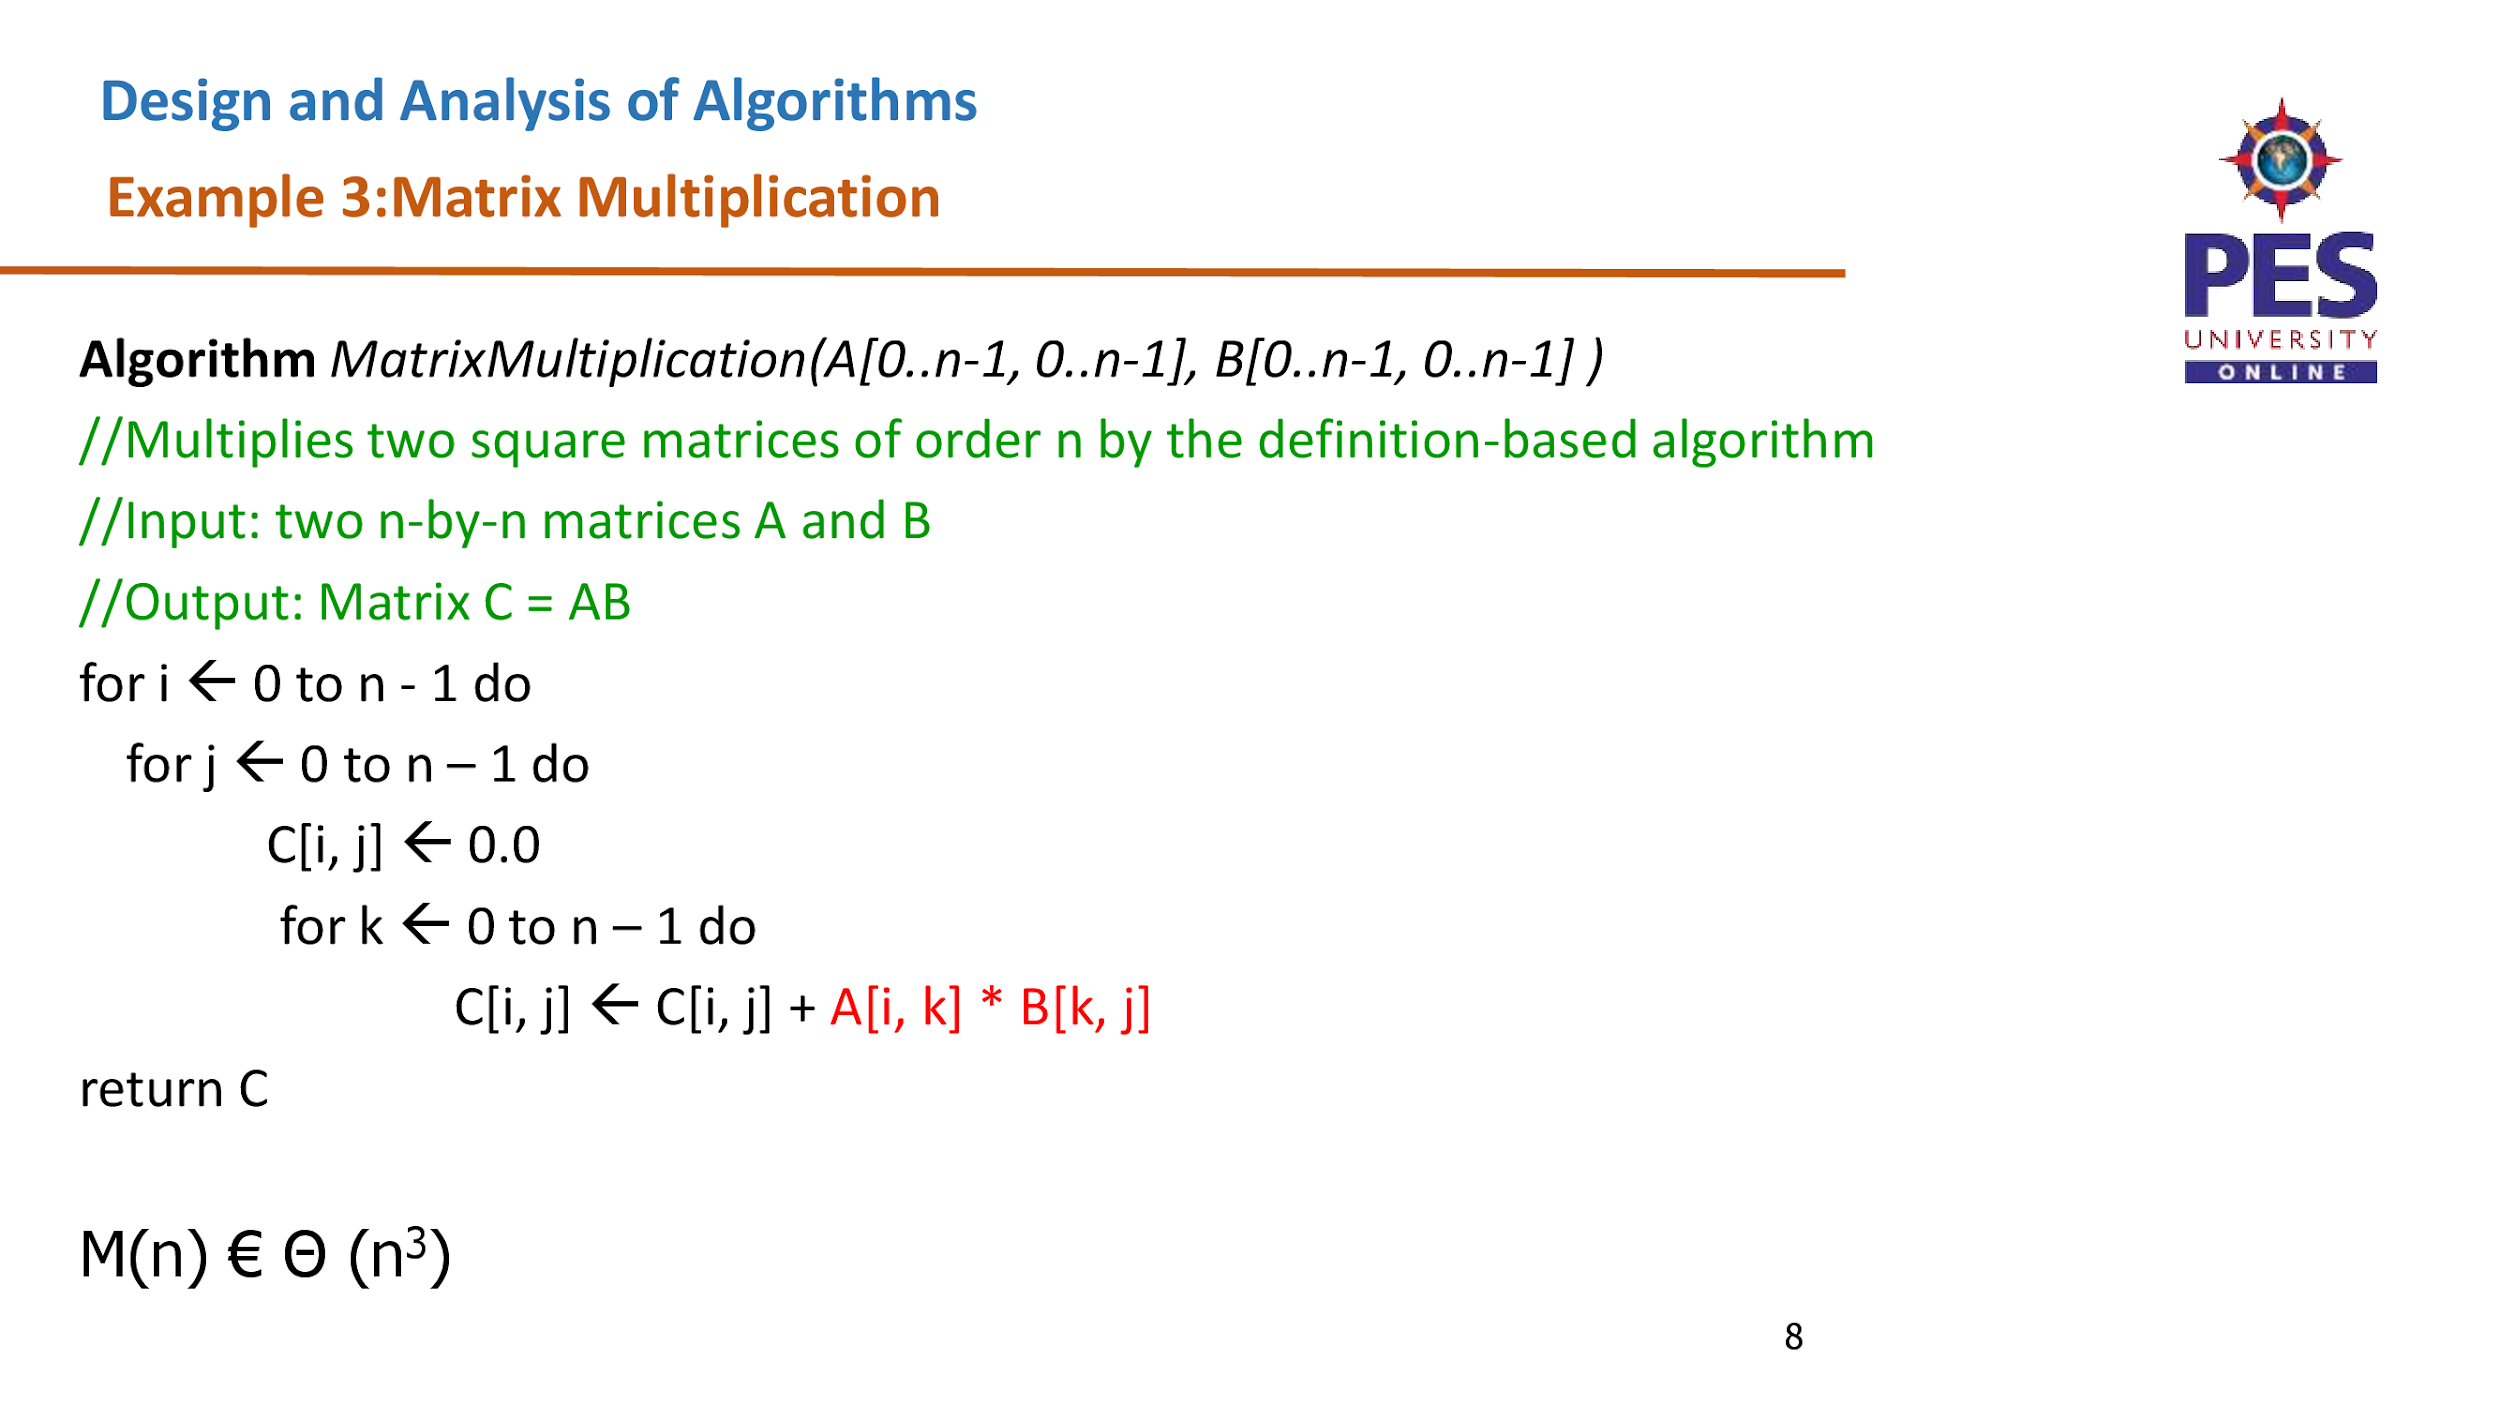 Design and Analysis of Algorithms
Example 3:Matrix Multiplication
PES
UNIVERSITY
ONLINE
Algorithm MatrixMultiplication(A[0..n-1, 0..n-1], B[0..n-1, 0..n-1] )
//Multiplies two square matrices of order n by the definition-based algorithm
//Input: two n-by-n matrices A and B
//Output: Matrix C = AB
for i ← 0 to n - 1 do
for j ← 0 to n – 1 do
C[i, j] ← 0.0
for k ← 0 to n – 1 do
C[i, j] ← C[i, j] + A[i, k] * B[k, j]
return C
M(n) € Θ (n³)
8